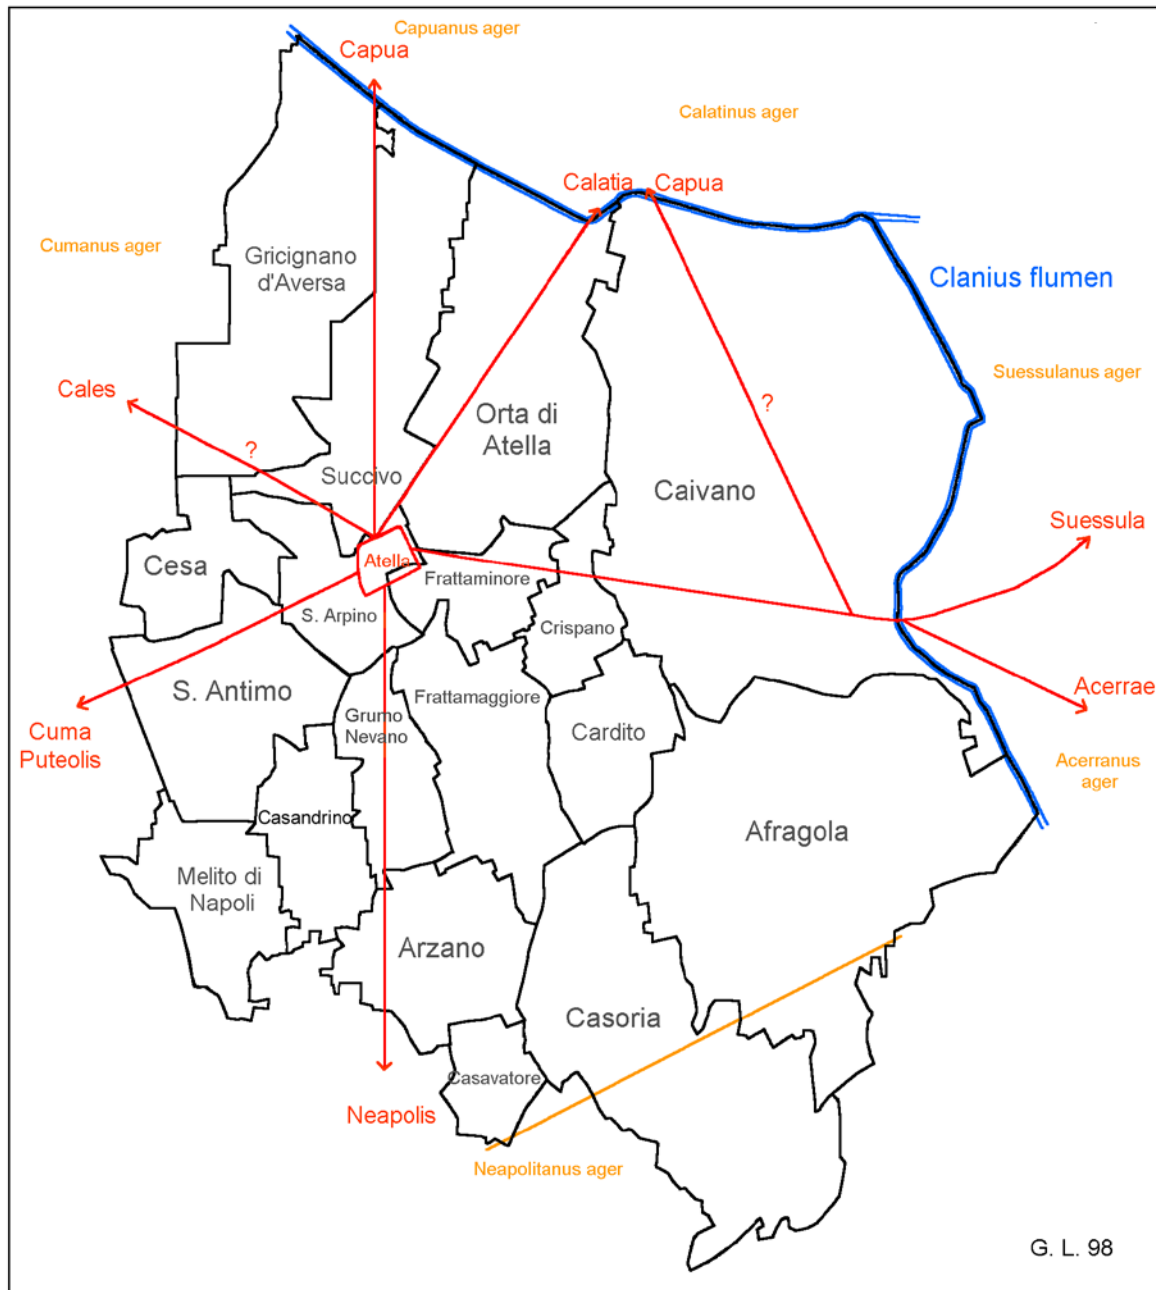 Capuanus ager
Capua
Calatinus ager
Calatia
Capua
Cumanus ager
Gricignano
d'Aversa
Clanius flumen
Suessulanus ager
Cales
?
?
Orta di
Atella
Succivo
Caivano
Suessula
Cesa
Atella
Frattaminore
S. Arpino
Crispano
S. Antimo
Frattamaggiore
Acerrae
Grumo
Nevano
Cuma
Puteolis
Cardito
Acerranus
ager
Casandrino
Afragola
Melito di
Napoli
Arzano
Casoria
Casavatore
Neapolis
Neapolitanus ager
G. L. 98